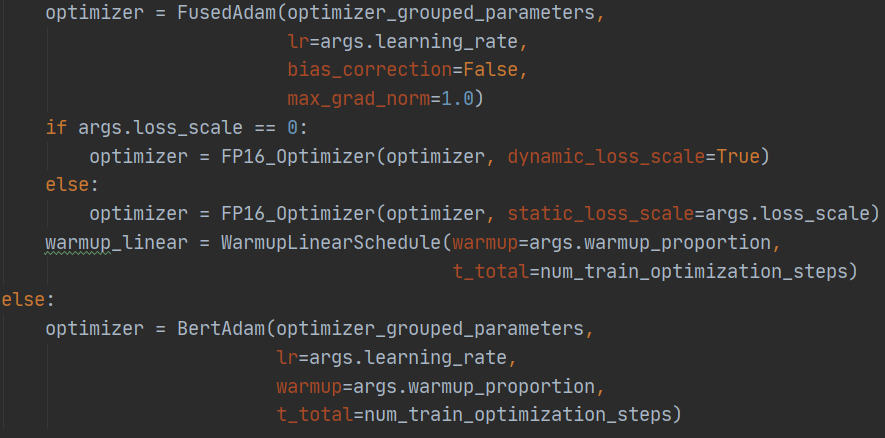 optimizer = FusedAdam(optimizer_grouped_parameters,
lr=args.learning_rate,
bias_correction=False,
max_grad_norm=1.0)
if args.loss_scale == 0:
optimizer = FP16_Optimizer(optimizer, dynamic_loss_scale=True)
else:
optimizer = FP16_Optimizer(optimizer, static_loss_scale=args.loss_scale)
warmup_linear = WarmupLinearSchedule(warmup=args.warmup_proportion,
t_total=num_train_optimization_steps)
else:
optimizer = BertAdam(optimizer_grouped_parameters,
lr=args.learning_rate,
warmup=args.warmup_proportion,
t_total=num_train_optimization_steps)